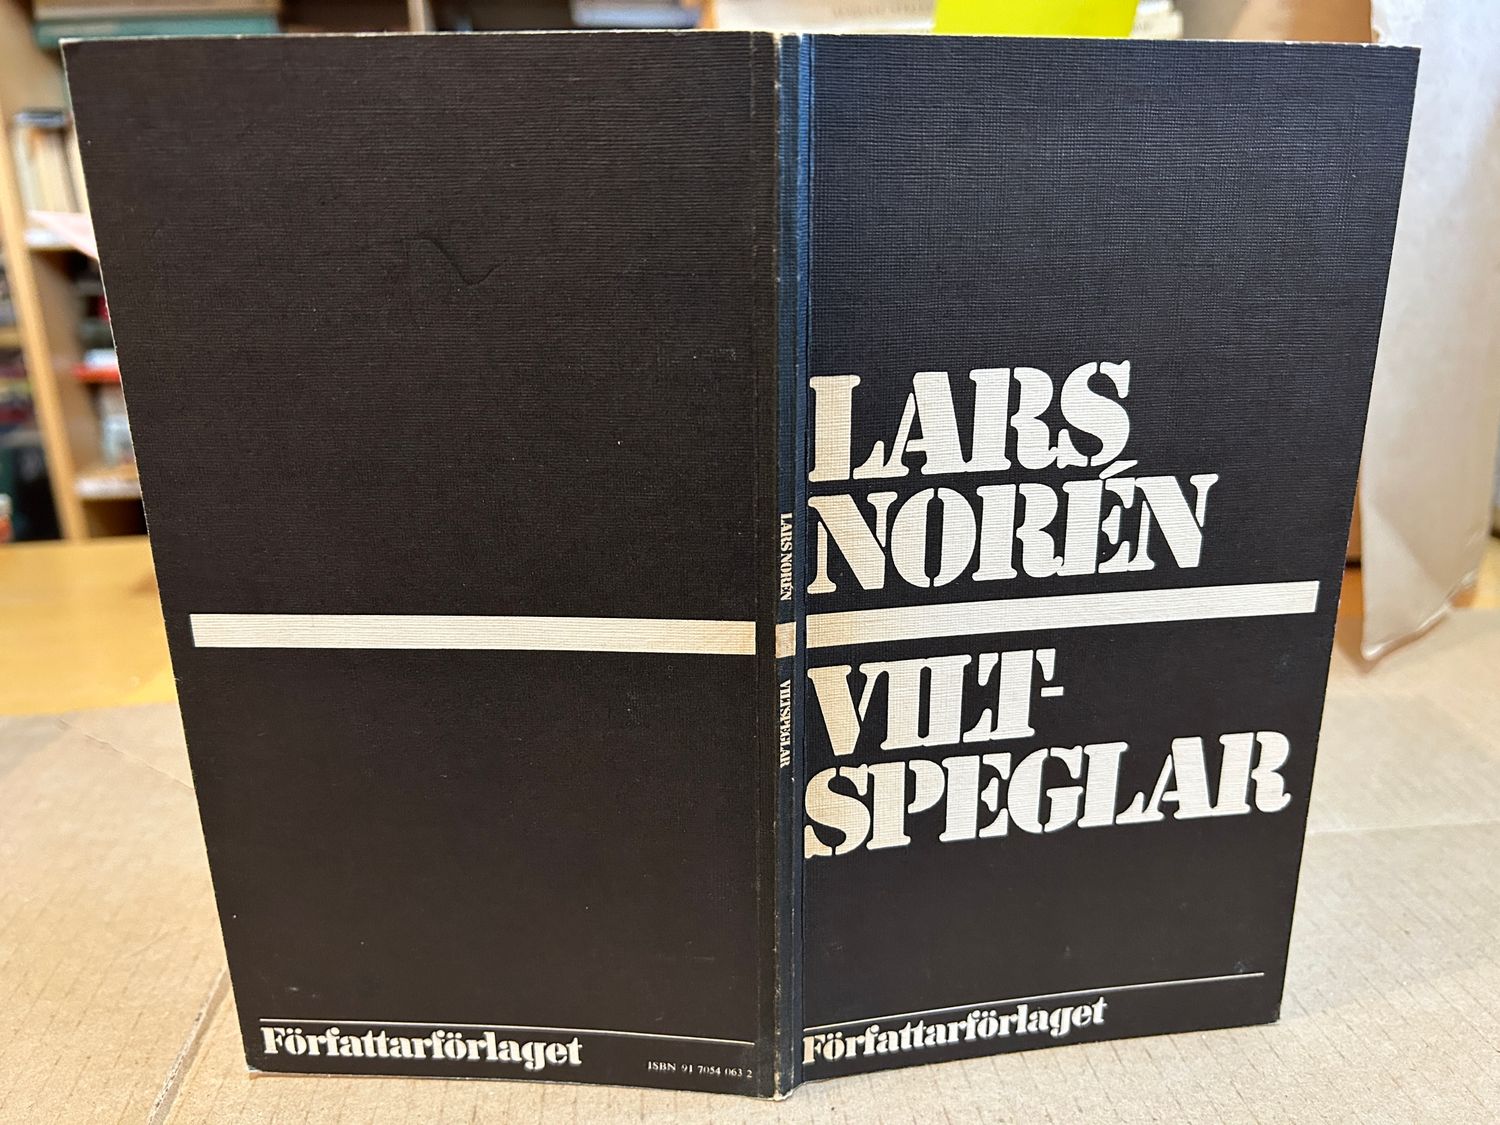 Författarförlaget
ISBN 91 7054 063 2
LARS NORÉN
VILTSPEGLAR
LARS
NORÉN
VILT-
SPEGLAR
Författarförlaget